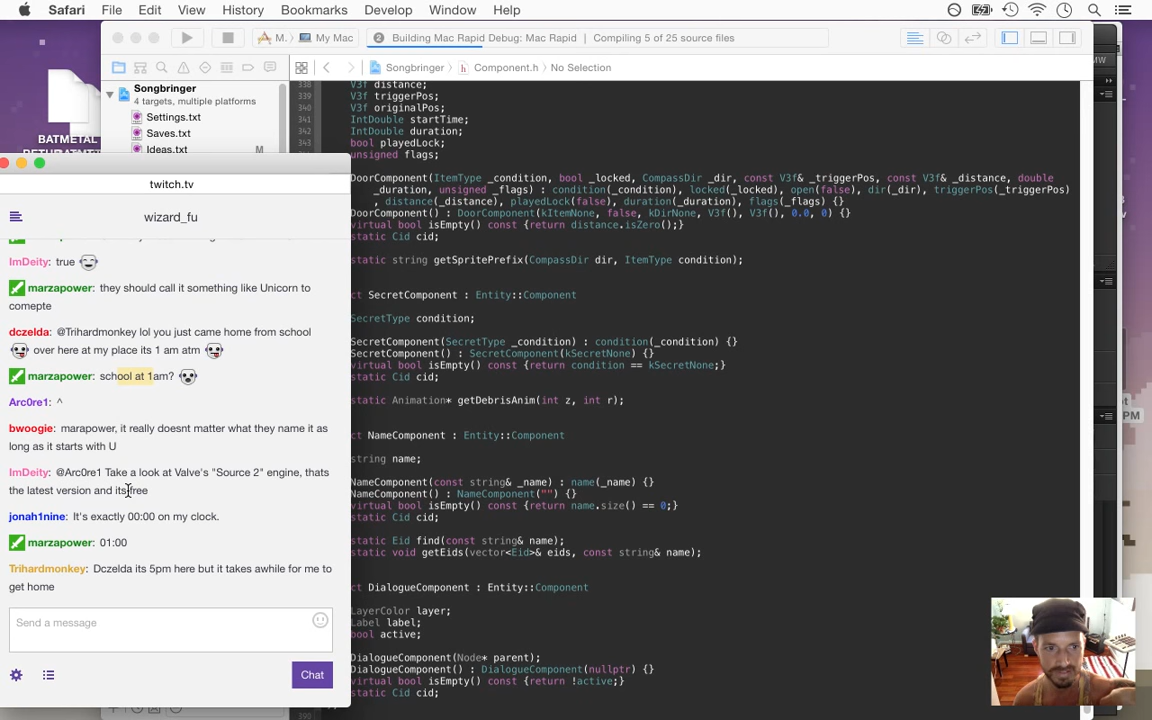 Safari File Edit View History Bookmarks Develop Window Help
M. My Mac
Building Mac Rapid Debug: Mac Rapid | Compiling 5 of 25 source files
Songbringer
4 targets, multiple platforms
Settings.txt
Saves.txt
Ideas.txt M
BATMETAL
Songbringer Component.h No Selection
338 V3f distance;
339 V3f triggerPos;
340 V3f originalPos;
341 IntDouble startTime;
342 IntDouble duration;
343 bool playedLock;
unsigned flags;
DoorComponent(ItemType _condition, bool _locked, CompassDir _dir, const V3f& _triggerPos, const V3f& _distance, double
_duration, unsigned _flags) : condition(_condition), locked(_locked), open(false), dir(_dir), triggerPos(_triggerPos)
, distance(_distance), playedLock(false), duration(_duration), flags(_flags) {}
DoorComponent() : DoorComponent(kItemNone, false, kDirNone, V3f(), V3f(), 0.0, 0) {}
virtual bool isEmpty() const {return distance.isZero();}
static Cid cid;
static string getSpritePrefix(CompassDir dir, ItemType condition);
ct SecretComponent : Entity::Component
SecretType condition;
SecretComponent(SecretType _condition) : condition(_condition) {}
SecretComponent() : SecretComponent(kSecretNone) {}
virtual bool isEmpty() const {return condition == kSecretNone;}
static Cid cid;
static Animation* getDebrisAnim(int z, int r);
ct NameComponent : Entity::Component
string name;
NameComponent(const string& _name) : name(_name) {}
NameComponent() : NameComponent("") {}
virtual bool isEmpty() const {return name.size() == 0;}
static Cid cid;
static Eid find(const string& name);
static void getEids(vector<Eid>& eids, const string& name);
ct DialogueComponent : Entity::Component
LayerColor layer;
Label label;
bool active;
DialogueComponent(Node* parent);
DialogueComponent() : DialogueComponent(nullptr) {}
virtual bool isEmpty() const {return !active;}
static Cid cid;
twitch.tv
wizard_fu
ImDeity: true
marzapower: they should call it something like Unicorn to
comepte
dczelda: @Trihardmonkey lol you just came home from school
over here at my place its 1 am atm
marzapower: school at 1am?
Arc0re1: ^
bwoogie: marapower, it really doesnt matter what they name it as
long as it starts with U
ImDeity: @Arc0re1 Take a look at Valve's "Source 2" engine, thats
the latest version and its free
jonah1nine: It's exactly 00:00 on my clock.
marzapower: 01:00
Trihardmonkey: Dczelda its 5pm here but it takes awhile for me to
get home
Send a message
Chat